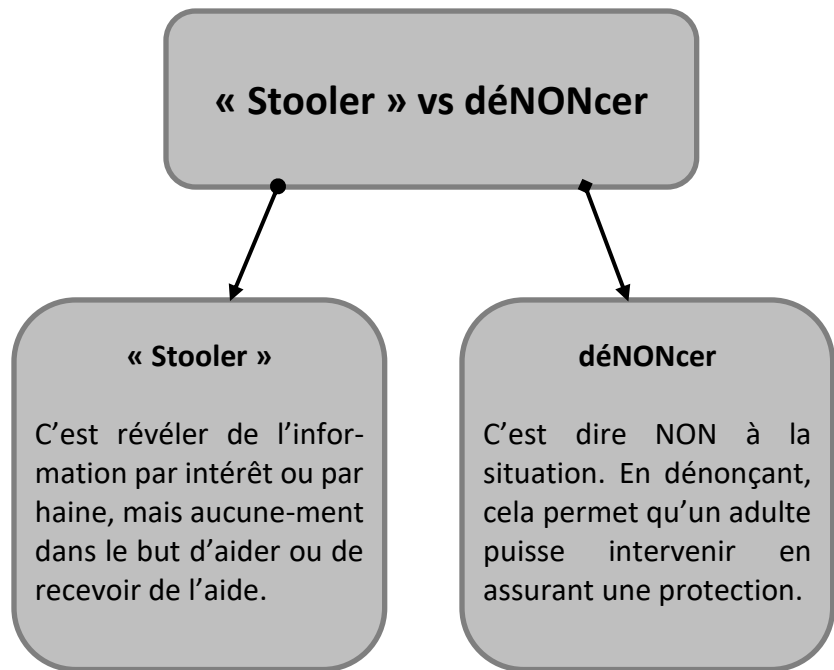 « Stooler » vs déNONcer
« Stooler »
C’est révéler de l’infor-
mation par intérêt ou par
haine, mais aucune-ment
dans le but d’aider ou de
recevoir de l’aide.
déNONcer
C’est dire NON à la
situation. En dénonçant,
cela permet qu’un adulte
puisse intervenir en
assurant une protection.